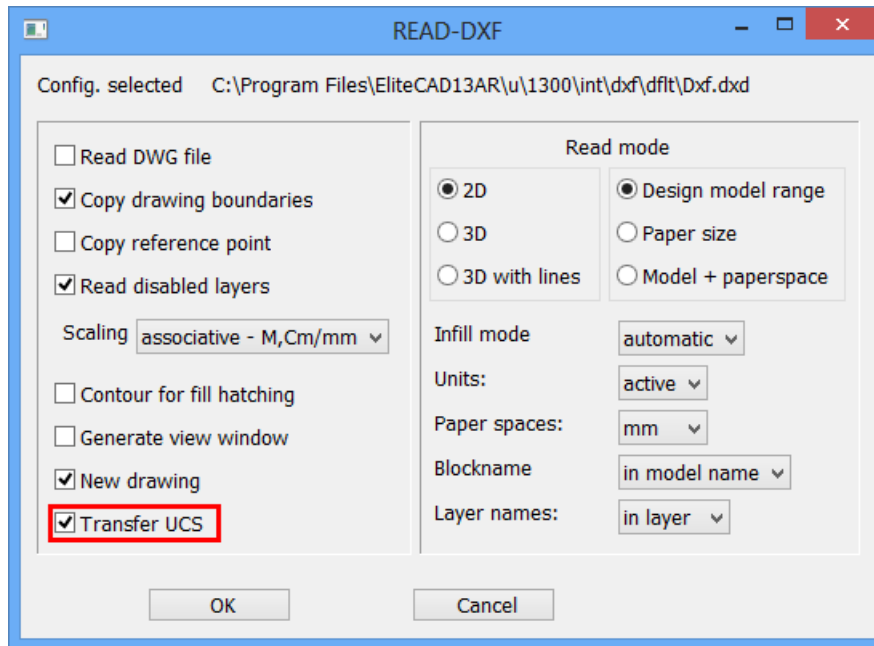 READ-DXF
Config. selected C:\Program Files\EliteCAD13AR\u\1300\int\dxf\dflt\Dxf.dxd
Read DWG file
Copy drawing boundaries
Copy reference point
Read disabled layers
Scaling associative - M,Cm/mm
Contour for fill hatching
Generate view window
New drawing
Transfer UCS
Read mode
2D
3D
3D with lines
Design model range
Paper size
Model + paperspace
Infill mode automatic
Units: active
Paper spaces: mm
Blockname in model name
Layer names: in layer
OK Cancel